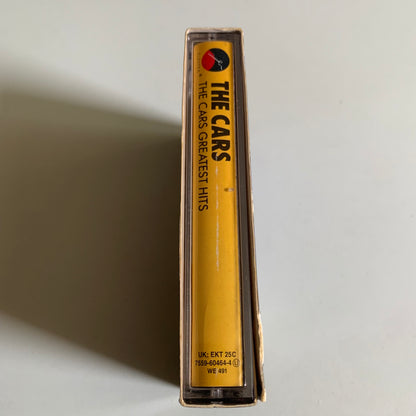 THE CARS
THE CARS GREATEST HITS
UK: EKT 25C
7559-60464-4
WE 491